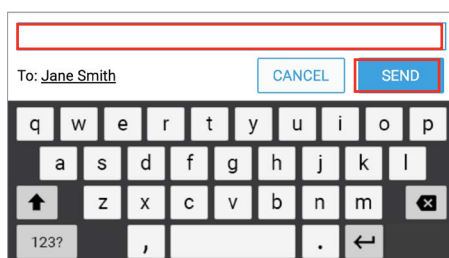 To: Jane Smith CANCEL SEND
q w e r t y u i o p
a s d f g h j k l
z x c v b n m
123? , .